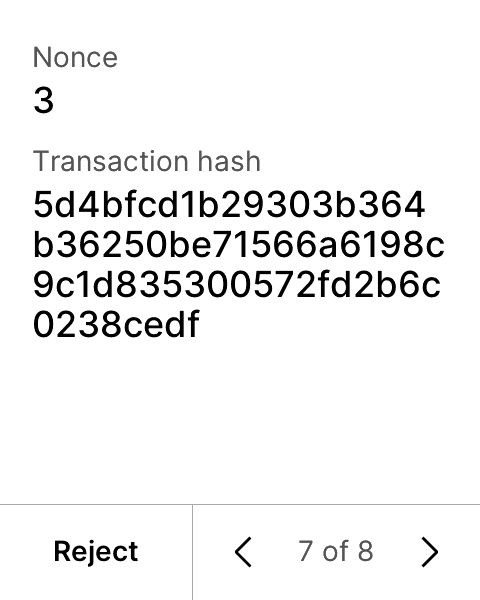 Nonce
3
Transaction hash
5d4bfcd1b29303b364
b36250be71566a6198c
9c1d835300572fd2b6c
0238cedf
Reject
7 of 8